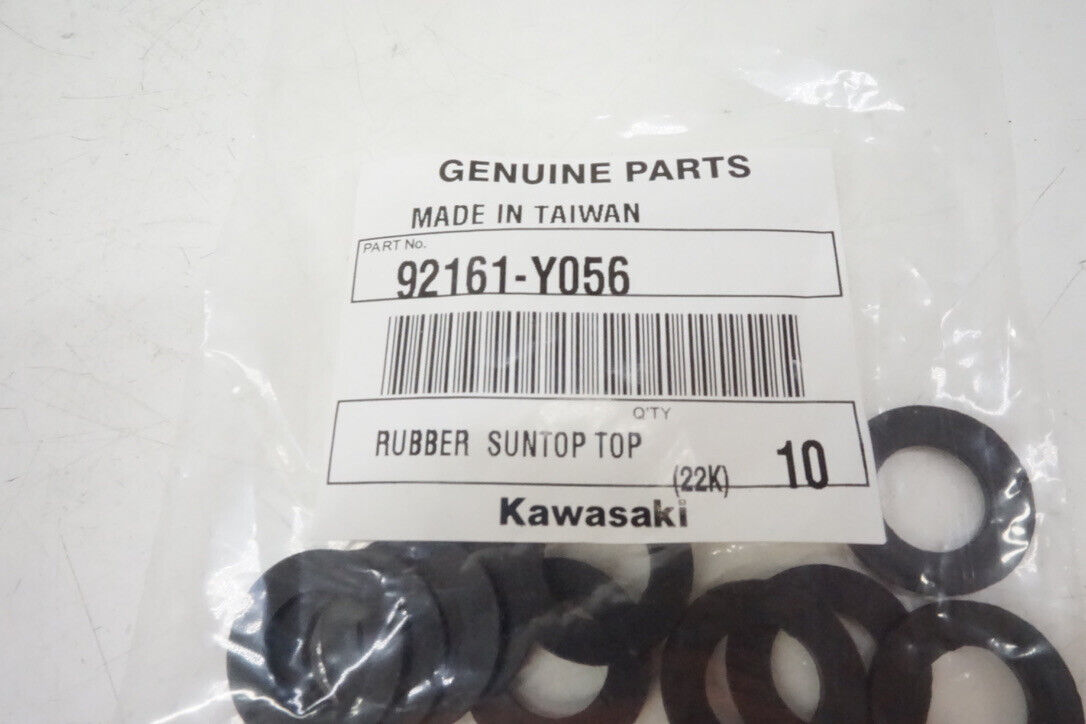 GENUINE PARTS
MADE IN TAIWAN
PART No.
92161-Y056
Q'TY
RUBBER SUNTOP TOP
(22K) 10
Kawasaki